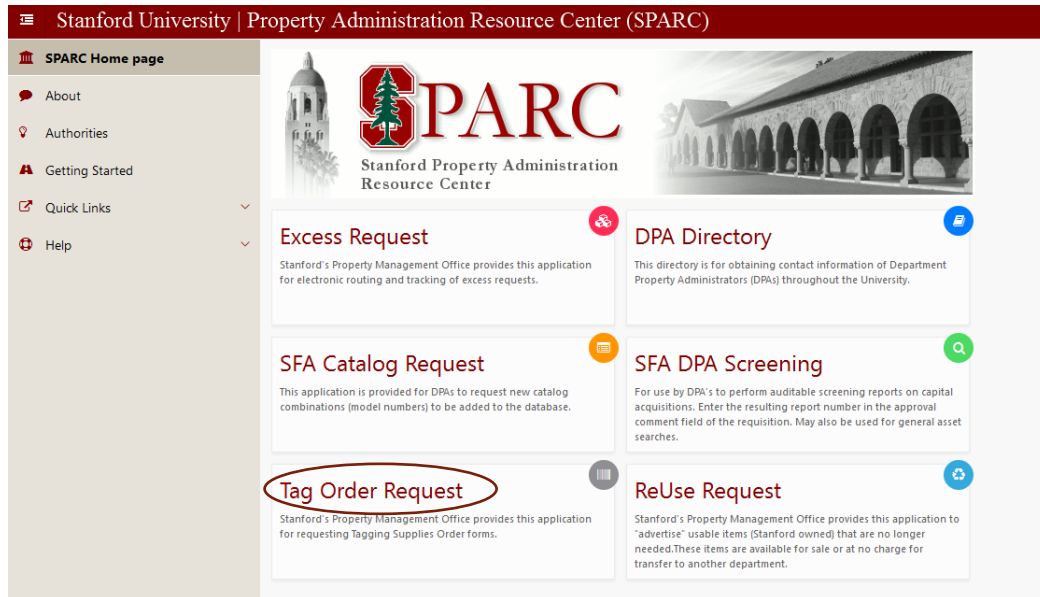 Stanford University | Property Administration Resource Center (SPARC)
SPARC Home page
About
Authorities
Getting Started
Quick Links
Help
SPARC
Stanford Property Administration
Resource Center
Excess Request
Stanford's Property Management Office provides this application
for electronic routing and tracking of excess requests.
DPA Directory
This directory is for obtaining contact information of Department
Property Administrators (DPAs) throughout the University.
SFA Catalog Request
This application is provided for DPAs to request new catalog
combinations (model numbers) to be added to the database.
SFA DPA Screening
For use by DPA's to perform auditable screening reports on capital
acquisitions. Enter the resulting report number in the approval
comment field of the requisition. May also be used for general asset
searches.
Tag Order Request
Stanford's Property Management Office provides this application
for requesting Tagging Supplies Order forms.
ReUse Request
Stanford's Property Management Office provides this application to
"advertise" usable items (Stanford owned) that are no longer
needed.These items are available for sale or at no charge for
transfer to another department.